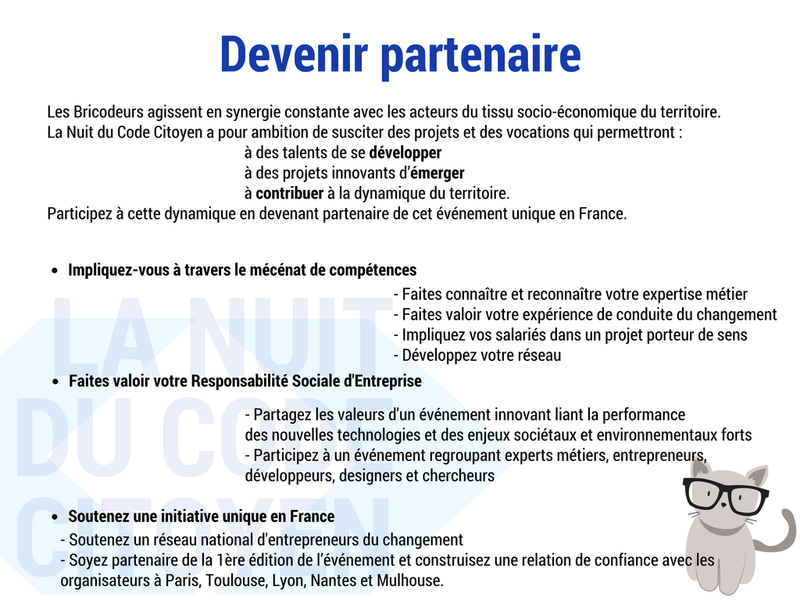 Devenir partenaire
Les Bricodeurs agissent en synergie constante avec les acteurs du tissu socio-économique du territoire.
La Nuit du Code Citoyen a pour ambition de susciter des projets et des vocations qui permettront :
à des talents de se développer
à des projets innovants d'émerger
à contribuer à la dynamique du territoire.
Participez à cette dynamique en devenant partenaire de cet événement unique en France.
• Impliquez-vous à travers le mécénat de compétences
- Faites connaître et reconnaître votre expertise métier
- Faites valoir votre expérience de conduite du changement
- Impliquez vos salariés dans un projet porteur de sens
- Développez votre réseau
• Faites valoir votre Responsabilité Sociale d'Entreprise
- Partagez les valeurs d'un événement innovant liant la performance
des nouvelles technologies et des enjeux sociétaux et environnementaux forts
- Participez à un événement regroupant experts métiers, entrepreneurs,
développeurs, designers et chercheurs
• Soutenez une initiative unique en France
- Soutenez un réseau national d'entrepreneurs du changement
- Soyez partenaire de la 1ère édition de l'événement et construisez une relation de confiance avec les
organisateurs à Paris, Toulouse, Lyon, Nantes et Mulhouse.
LA NUIT
DU CODE
CITOYEN